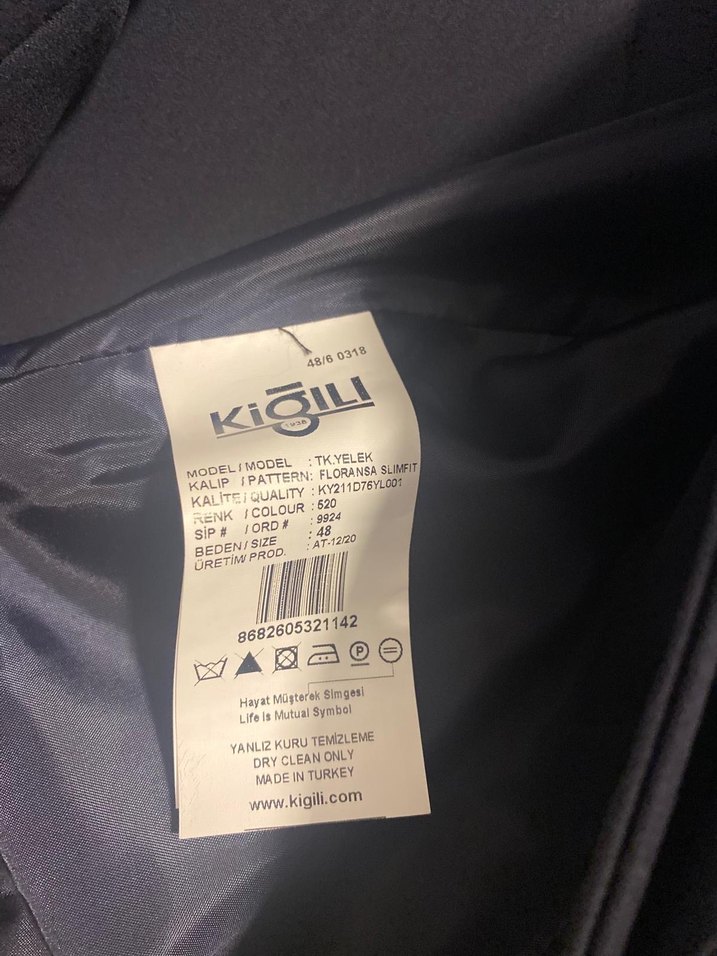 48/6 0318
KiĞILI
1938
MODEL / MODEL : TK.YELEK
KALIP / PATTERN: FLORANSA SLIMFIT
KALİTE / QUALITY : KY211D76YL001
RENK / COLOUR : 520
SİP # / ORD # : 9924
BEDEN / SIZE : 48
ÜRETİM/ PROD. : AT-12/20
8682605321142
P
Hayat Müşterek Simgesi
Life Is Mutual Symbol
YANLIZ KURU TEMİZLEME
DRY CLEAN ONLY
MADE IN TURKEY
www.kigili.com